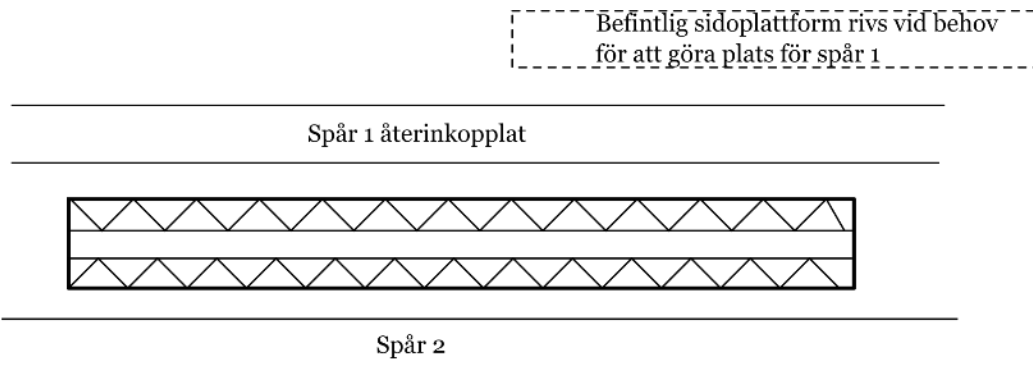 Befintlig sidoplattform rivs vid behov
för att göra plats för spår 1
Spår 1 återinkopplat
Spår 2